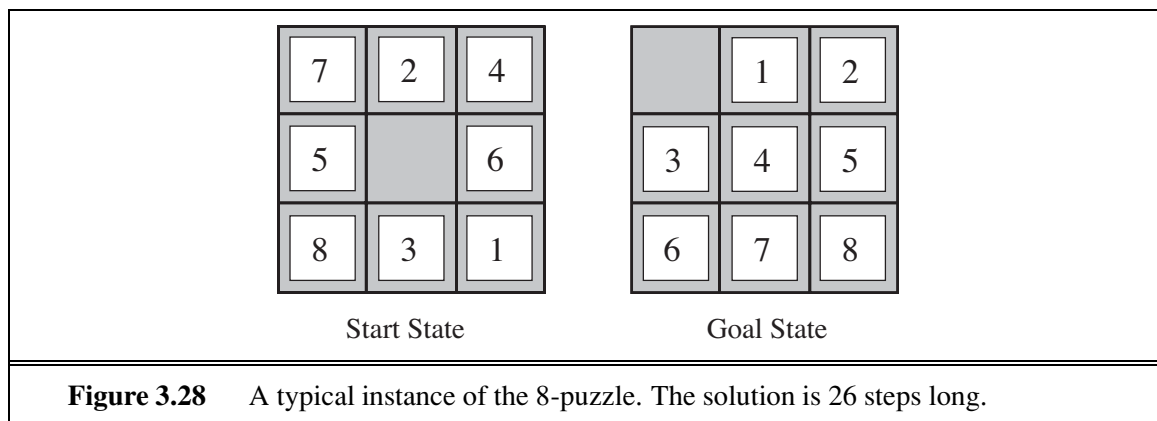 7 2 4 1 2
5 6 3 4 5
8 3 1 6 7 8
Start State Goal State
Figure 3.28 A typical instance of the 8-puzzle. The solution is 26 steps long.